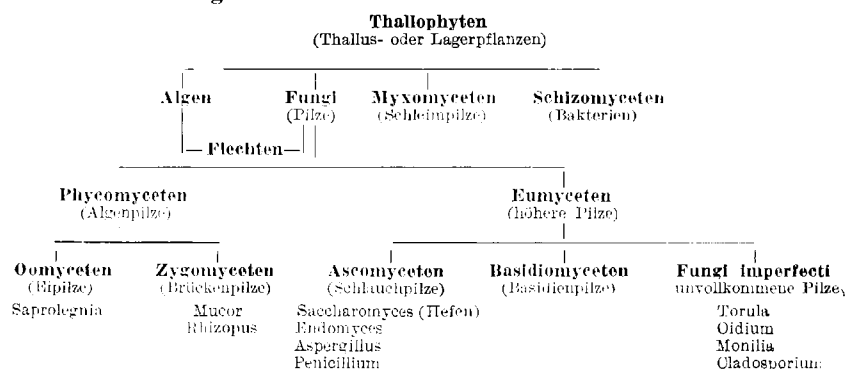 Thallophyten
(Thallus- oder Lagerpflanzen)
Algen Fungi Myxomyceten Schizomyceten
(Pilze) (Schleimpilze) (Bakterien)
Flechten
Phycomyceten Eumyceten
(Algenpilze) (höhere Pilze)
Oomyceten Zygomyceten Ascomyceten Basidiomyceten Fungi imperfecti
(Eipilze) (Brückenpilze) (Schlauchpilze) (Basidienpilze) unvollkommene Pilze,
Saprolegnia Mucor Saccharomyces (Hefen) Torula
Rhizopus Endomyces Oidium
Aspergillus Monilia
Penicillium Cladosporium